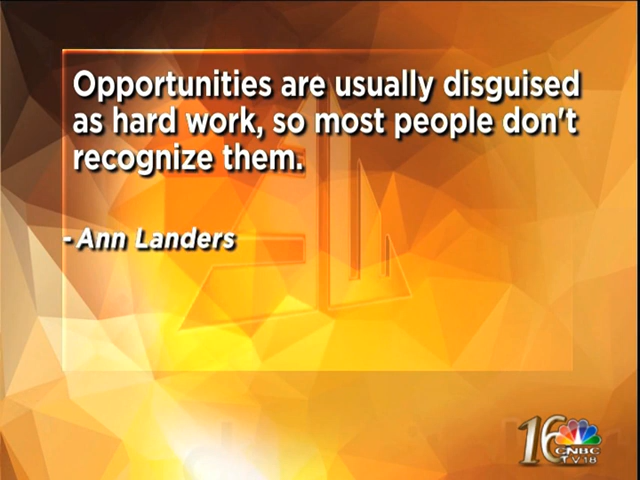 Opportunities are usually disguised
as hard work, so most people don't
recognize them.
- Ann Landers
16
CNBC
TV18